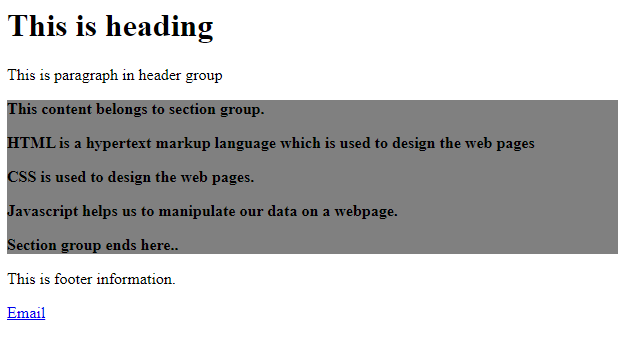 This is heading
This is paragraph in header group
This content belongs to section group.
HTML is a hypertext markup language which is used to design the web pages
CSS is used to design the web pages.
Javascript helps us to manipulate our data on a webpage.
Section group ends here..
This is footer information.
Email